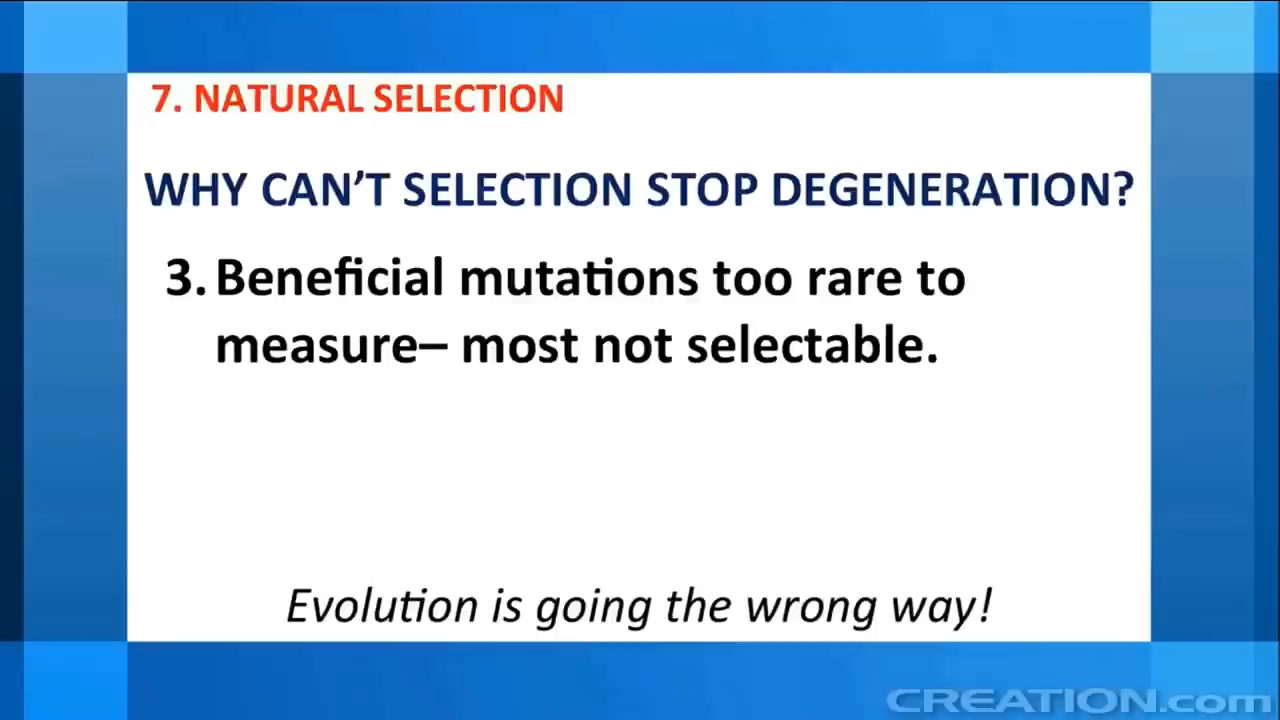 7. NATURAL SELECTION
WHY CAN’T SELECTION STOP DEGENERATION?
3. Beneficial mutations too rare to
measure– most not selectable.
Evolution is going the wrong way!
CREATION.com